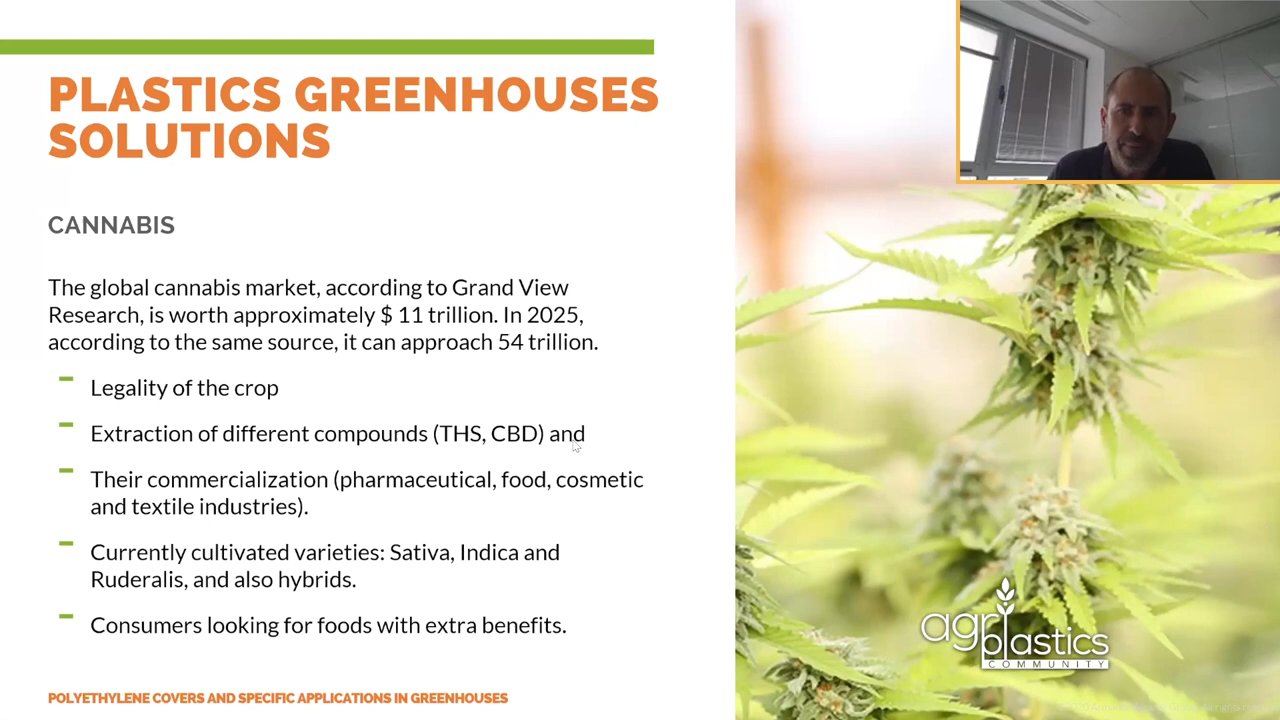 PLASTICS GREENHOUSES
SOLUTIONS
CANNABIS
The global cannabis market, according to Grand View
Research, is worth approximately $ 11 trillion. In 2025,
according to the same source, it can approach 54 trillion.
Legality of the crop
Extraction of different compounds (THS, CBD) and
Their commercialization (pharmaceutical, food, cosmetic
and textile industries).
Currently cultivated varieties: Sativa, Indica and
Ruderalis, and also hybrids.
Consumers looking for foods with extra benefits.
agriplastics
COMMUNITY
POLYETHYLENE COVERS AND SPECIFIC APPLICATIONS IN GREENHOUSES